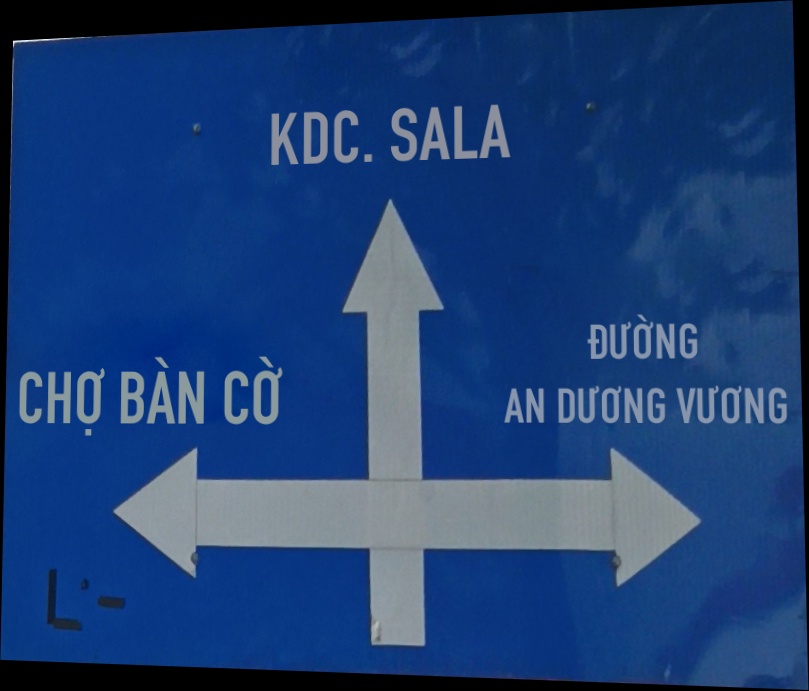 KDC. SALA
CHỢ BÀN CỜ
ĐƯỜNG
AN DƯƠNG VƯƠNG